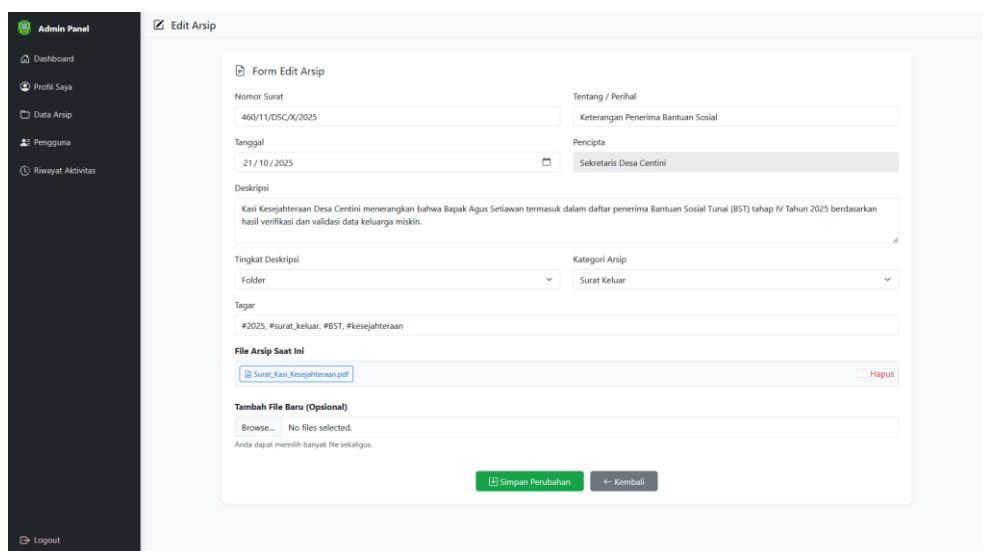 Admin Panel
Edit Arsip
Dashboard
Profil Saya
Data Arsip
Pengguna
Riwayat Aktivitas
Logout
Form Edit Arsip
Nomor Surat
460/11/DSC/X/2025
Tentang / Perihal
Keterangan Penerima Bantuan Sosial
Tanggal
21/10/2025
Pencipta
Sekretaris Desa Centini
Deskripsi
Kasi Kesejahteraan Desa Centini menerangkan bahwa Bapak Agus Setiawan termasuk dalam daftar penerima Bantuan Sosial Tunai (BST) tahap IV Tahun 2025 berdasarkan
hasil verifikasi dan validasi data keluarga miskin.
Tingkat Deskripsi
Folder
Kategori Arsip
Surat Keluar
Tagar
#2025, #surat_keluar, #BST, #kesejahteraan
File Arsip Saat Ini
Surat_Kasi_Kesejahteraan.pdf
Hapus
Tambah File Baru (Opsional)
Browse... No files selected.
Anda dapat memilih banyak file sekaligus.
Simpan Perubahan
← Kembali